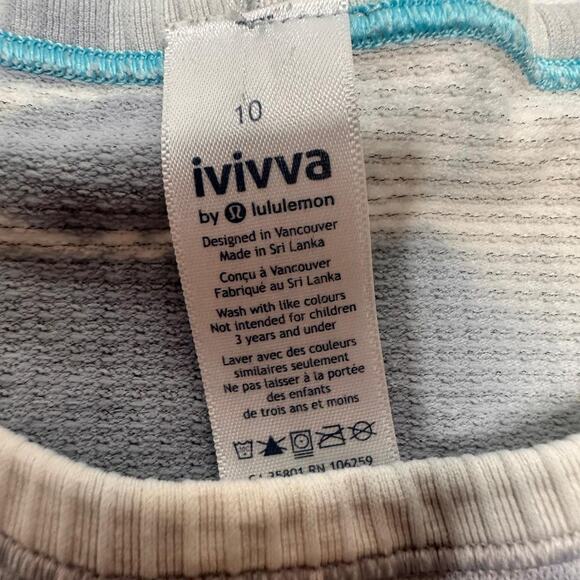 10
ivivva
by lululemon
Designed in Vancouver
Made in Sri Lanka
Conçu à Vancouver
Fabriqué au Sri Lanka
Wash with like colours
Not intended for children
3 years and under
Laver avec des couleurs
similaires seulement
Ne pas laisser à la portée
des enfants
de trois ans et moins
CA 35801 RN 106259